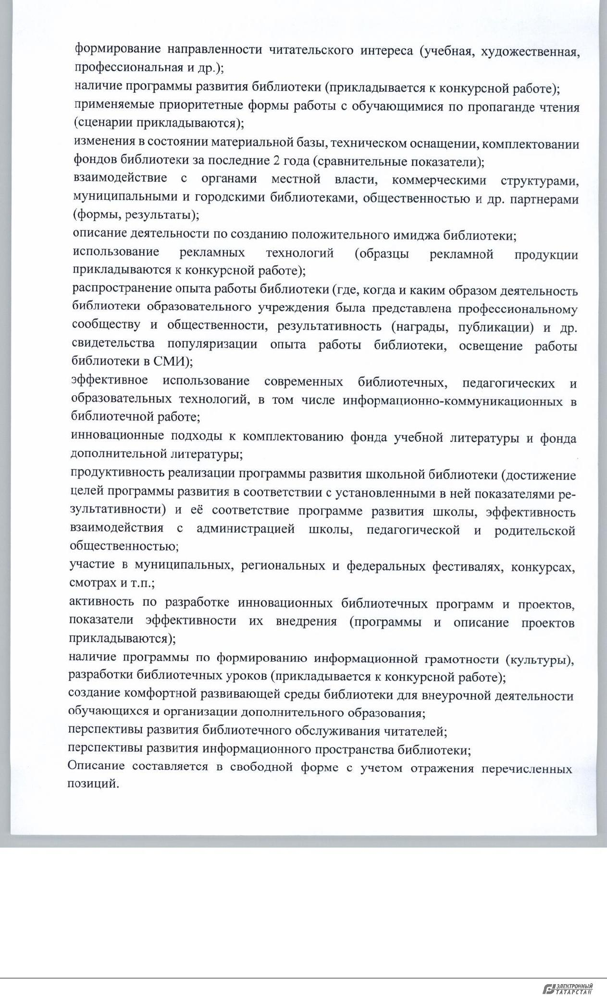 формирование направленности читательского интереса (учебная, художественная,
профессиональная и др.);
наличие программы развития библиотеки (прикладывается к конкурсной работе);
применяемые приоритетные формы работы с обучающимися по пропаганде чтения
(сценарии прикладываются);
изменения в состоянии материальной базы, техническом оснащении, комплектовании
фондов библиотеки за последние 2 года (сравнительные показатели);
взаимодействие с органами местной власти, коммерческими структурами,
муниципальными и городскими библиотеками, общественностью и др. партнерами
(формы, результаты);
описание деятельности по созданию положительного имиджа библиотеки;
использование рекламных технологий (образцы рекламной продукции
прикладываются к конкурсной работе);
распространение опыта работы библиотеки (где, когда и каким образом деятельность
библиотеки образовательного учреждения была представлена профессиональному
сообществу и общественности, результативность (награды, публикации) и др.
свидетельства популяризации опыта работы библиотеки, освещение работы
библиотеки в СМИ);
эффективное использование современных библиотечных, педагогических и
образовательных технологий, в том числе информационно-коммуникационных в
библиотечной работе;
инновационные подходы к комплектованию фонда учебной литературы и фонда
дополнительной литературы;
продуктивность реализации программы развития школьной библиотеки (достижение
целей программы развития в соответствии с установленными в ней показателями ре-
зультативности) и её соответствие программе развития школы, эффективность
взаимодействия с администрацией школы, педагогической и родительской
общественностью;
участие в муниципальных, региональных и федеральных фестивалях, конкурсах,
смотрах и т.п.;
активность по разработке инновационных библиотечных программ и проектов,
показатели эффективности их внедрения (программы и описание проектов
прикладываются);
наличие программы по формированию информационной грамотности (культуры),
разработки библиотечных уроков (прикладывается к конкурсной работе);
создание комфортной развивающей среды библиотеки для внеурочной деятельности
обучающихся и организации дополнительного образования;
перспективы развития библиотечного обслуживания читателей;
перспективы развития информационного пространства библиотеки;
Описание составляется в свободной форме с учетом отражения перечисленных
позиций.
ЭЛЕКТРОННЫЙ
ТАТАРСТАН